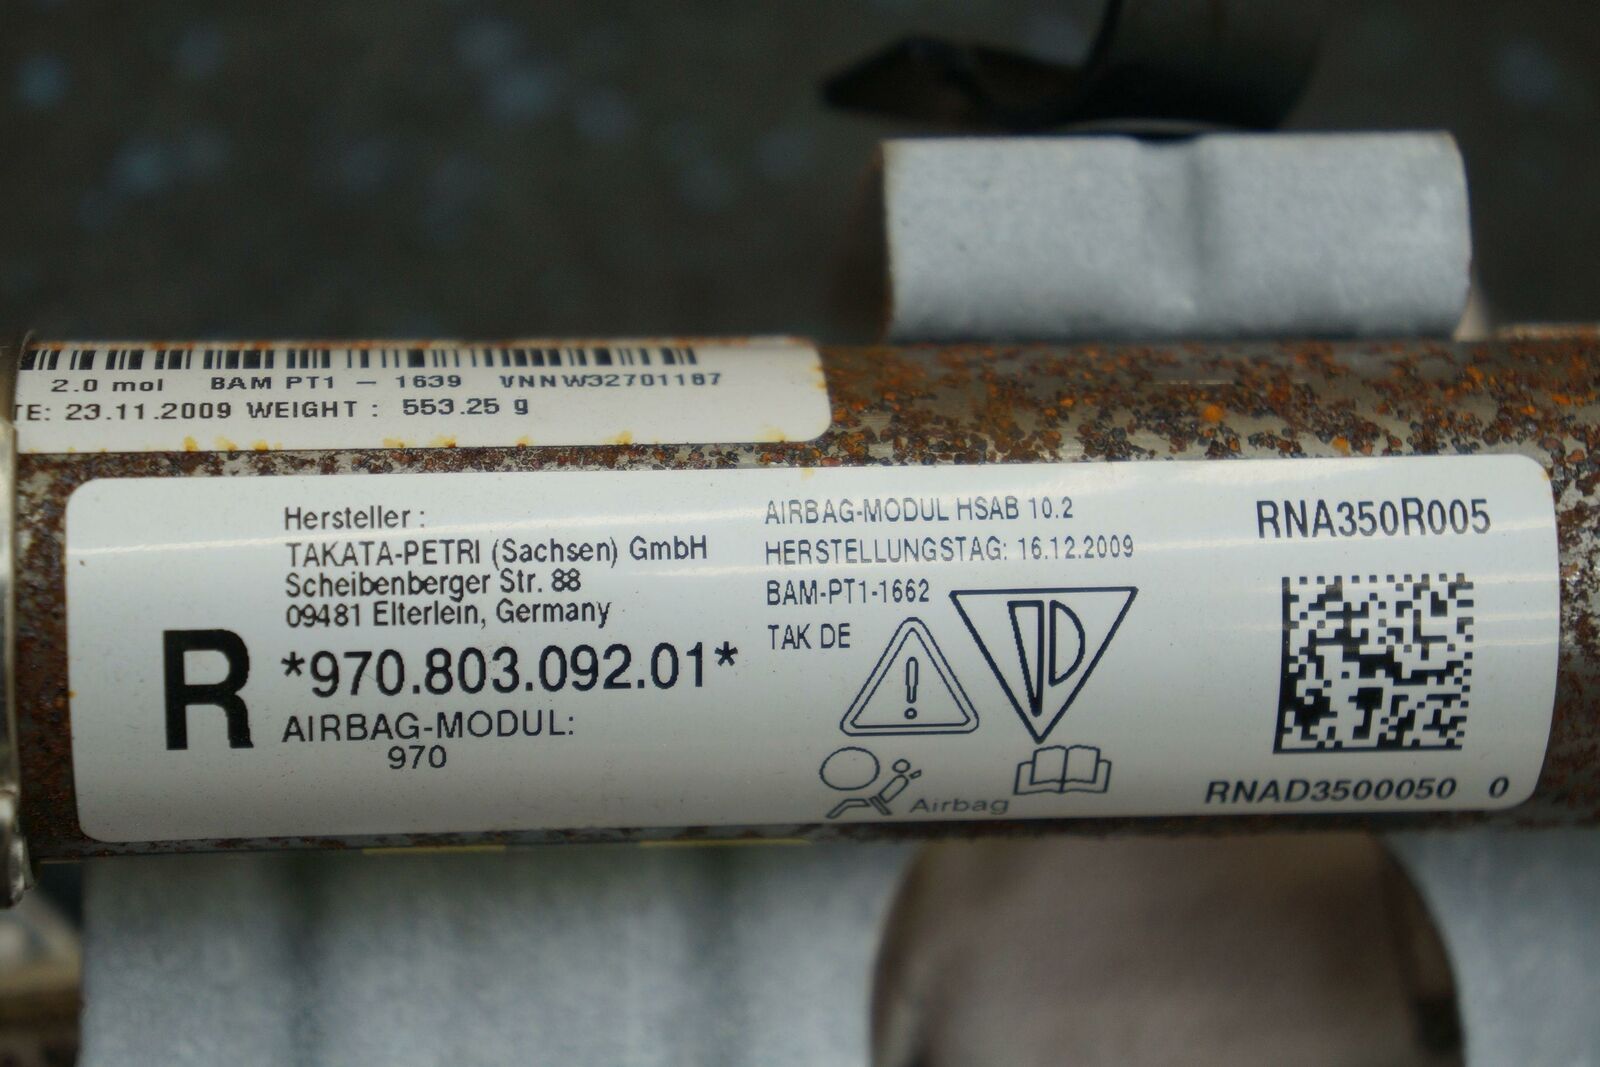 2.0 mol BAM PT1 - 1639 VNNW32701187
TE: 23.11.2009 WEIGHT : 553.25 g
Hersteller :
TAKATA-PETRI (Sachsen) GmbH
Scheibenberger Str. 88
09481 Elterlein, Germany
R
*970.803.092.01*
AIRBAG-MODUL:
970
AIRBAG-MODUL HSAB 10.2
HERSTELLUNGSTAG: 16.12.2009
BAM-PT1-1662
TAK DE
Airbag
RNA350R005
RNAD3500050 0